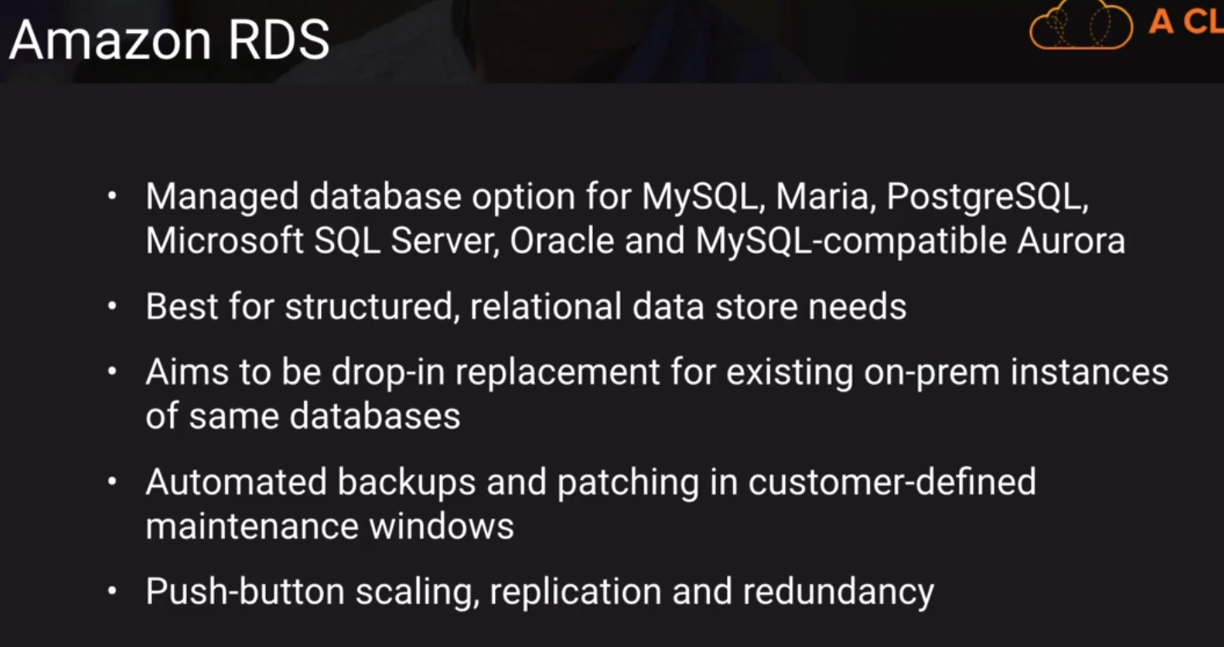 Amazon RDS
A CL
• Managed database option for MySQL, Maria, PostgreSQL,
Microsoft SQL Server, Oracle and MySQL-compatible Aurora
• Best for structured, relational data store needs
• Aims to be drop-in replacement for existing on-prem instances
of same databases
• Automated backups and patching in customer-defined
maintenance windows
• Push-button scaling, replication and redundancy